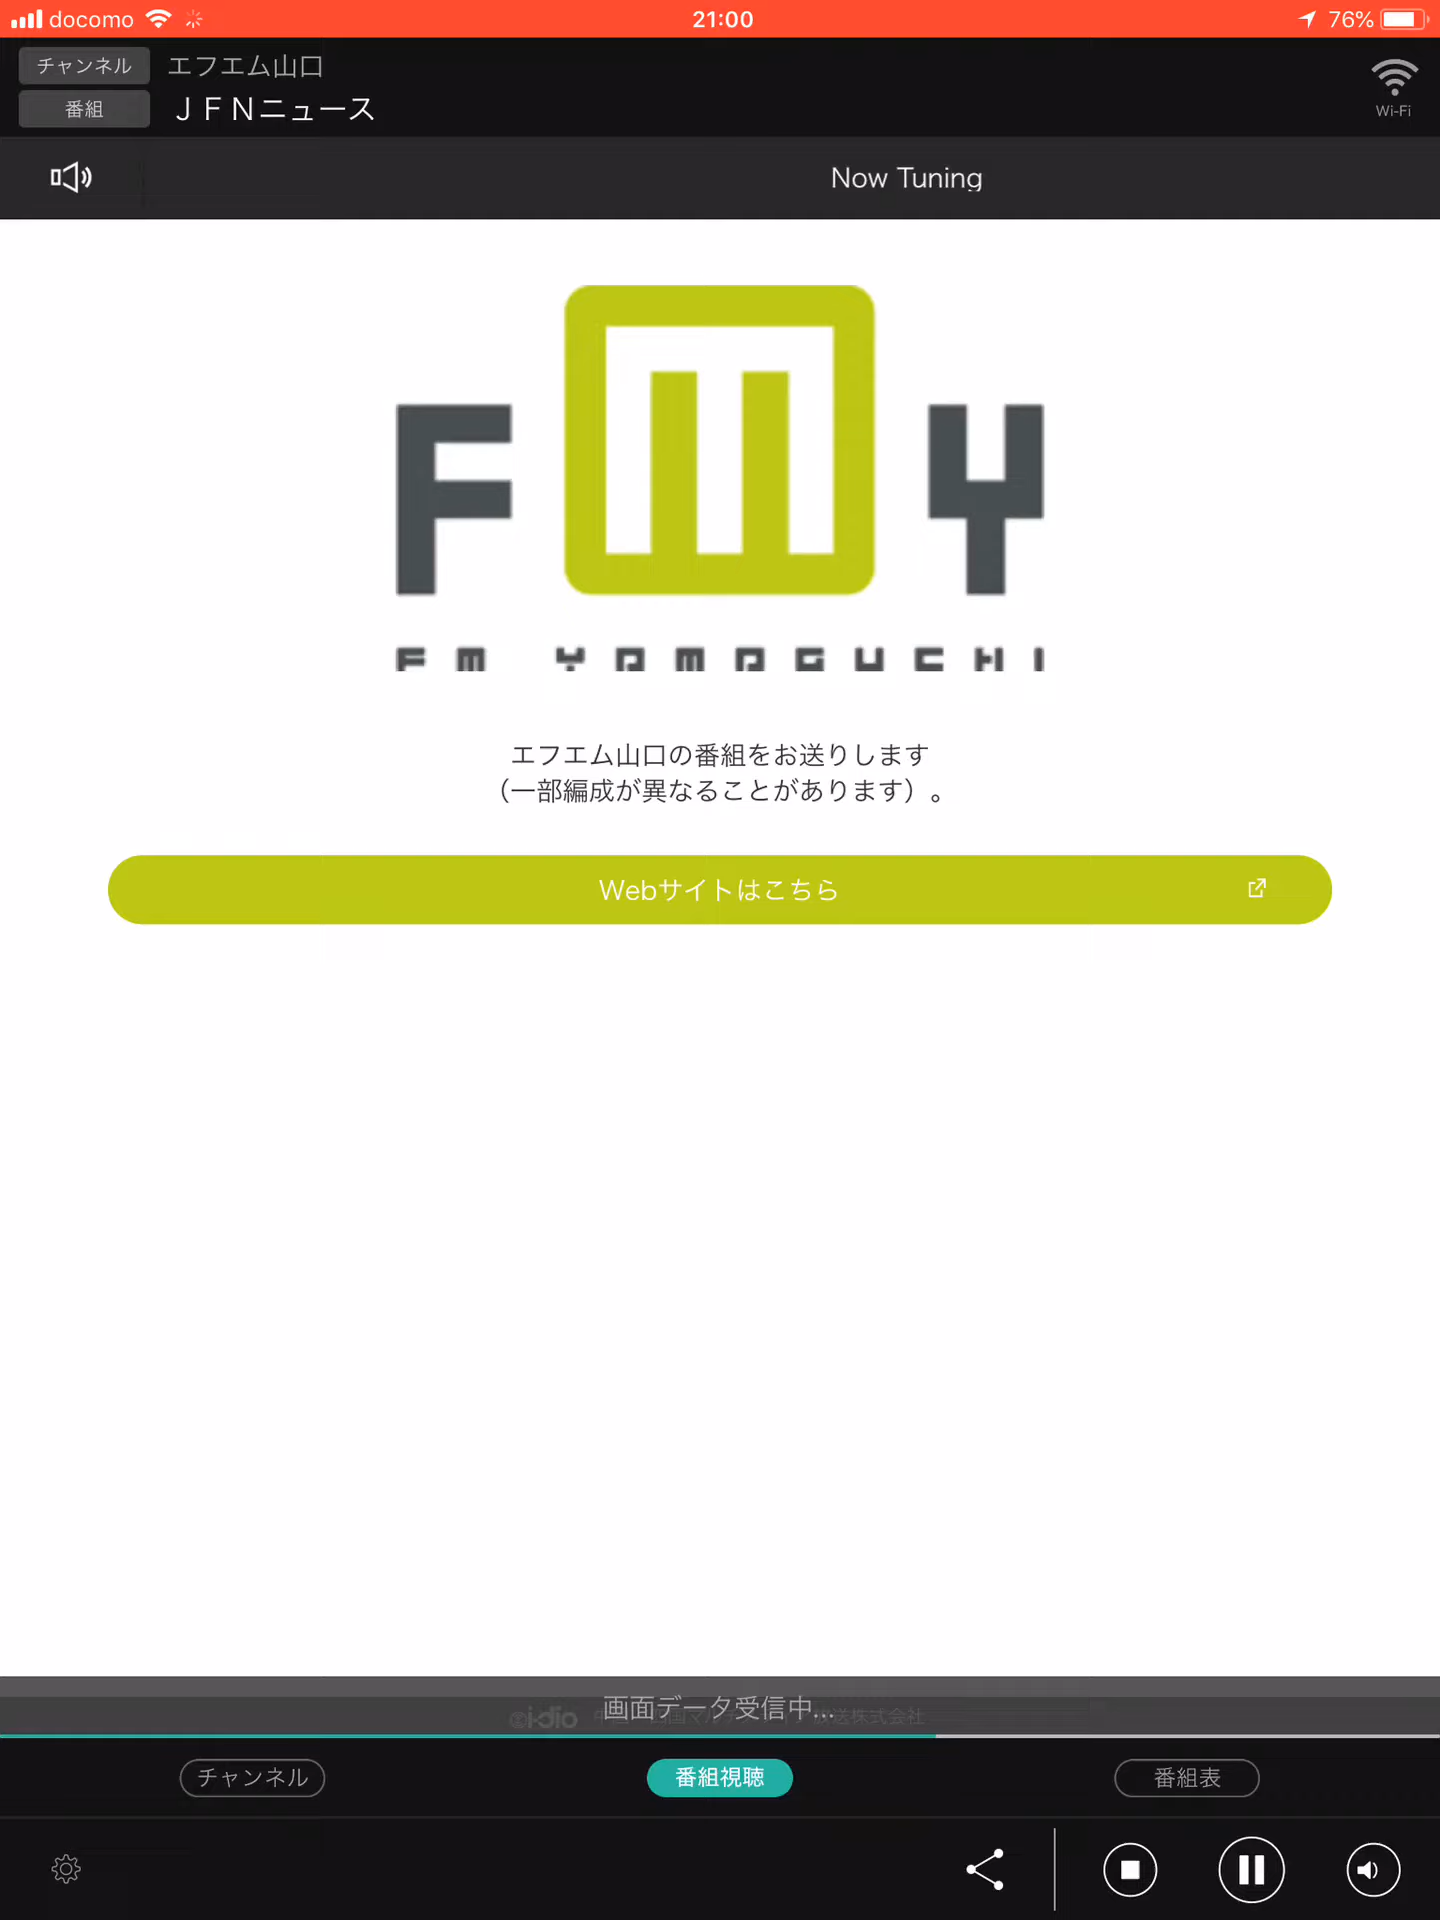 docomo
21:00
76%
チャンネル
エフエム山口
番組
ＪＦＮニュース
Wi-Fi
Now Tuning
FMY
FM YAMAGUCHI
エフエム山口の番組をお送りします
（一部編成が異なることがあります）。
Webサイトはこちら
画面データ受信中...
i-dio
チャンネル
番組視聴
番組表